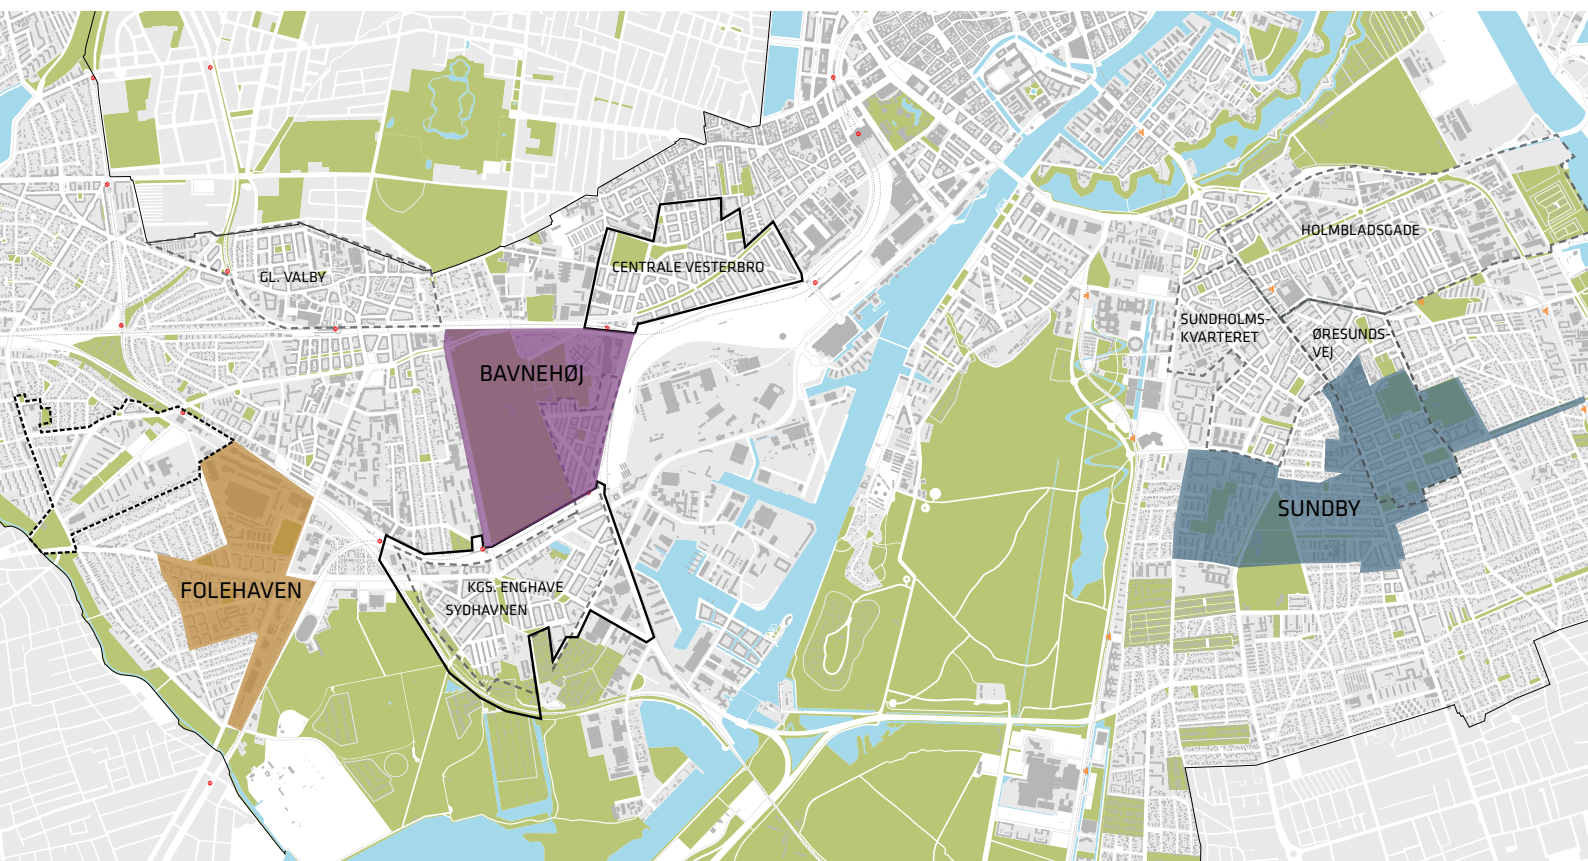 HOLMBLADSGADE
CENTRALE VESTERBRO
GL. VALBY
SUNDHOLMS-
KVARTERET
ØRESUNDS-
VEJ
BAVNEHØJ
SUNDBY
FOLEHAVEN
KGS. ENGHAVE
SYDHAVNEN